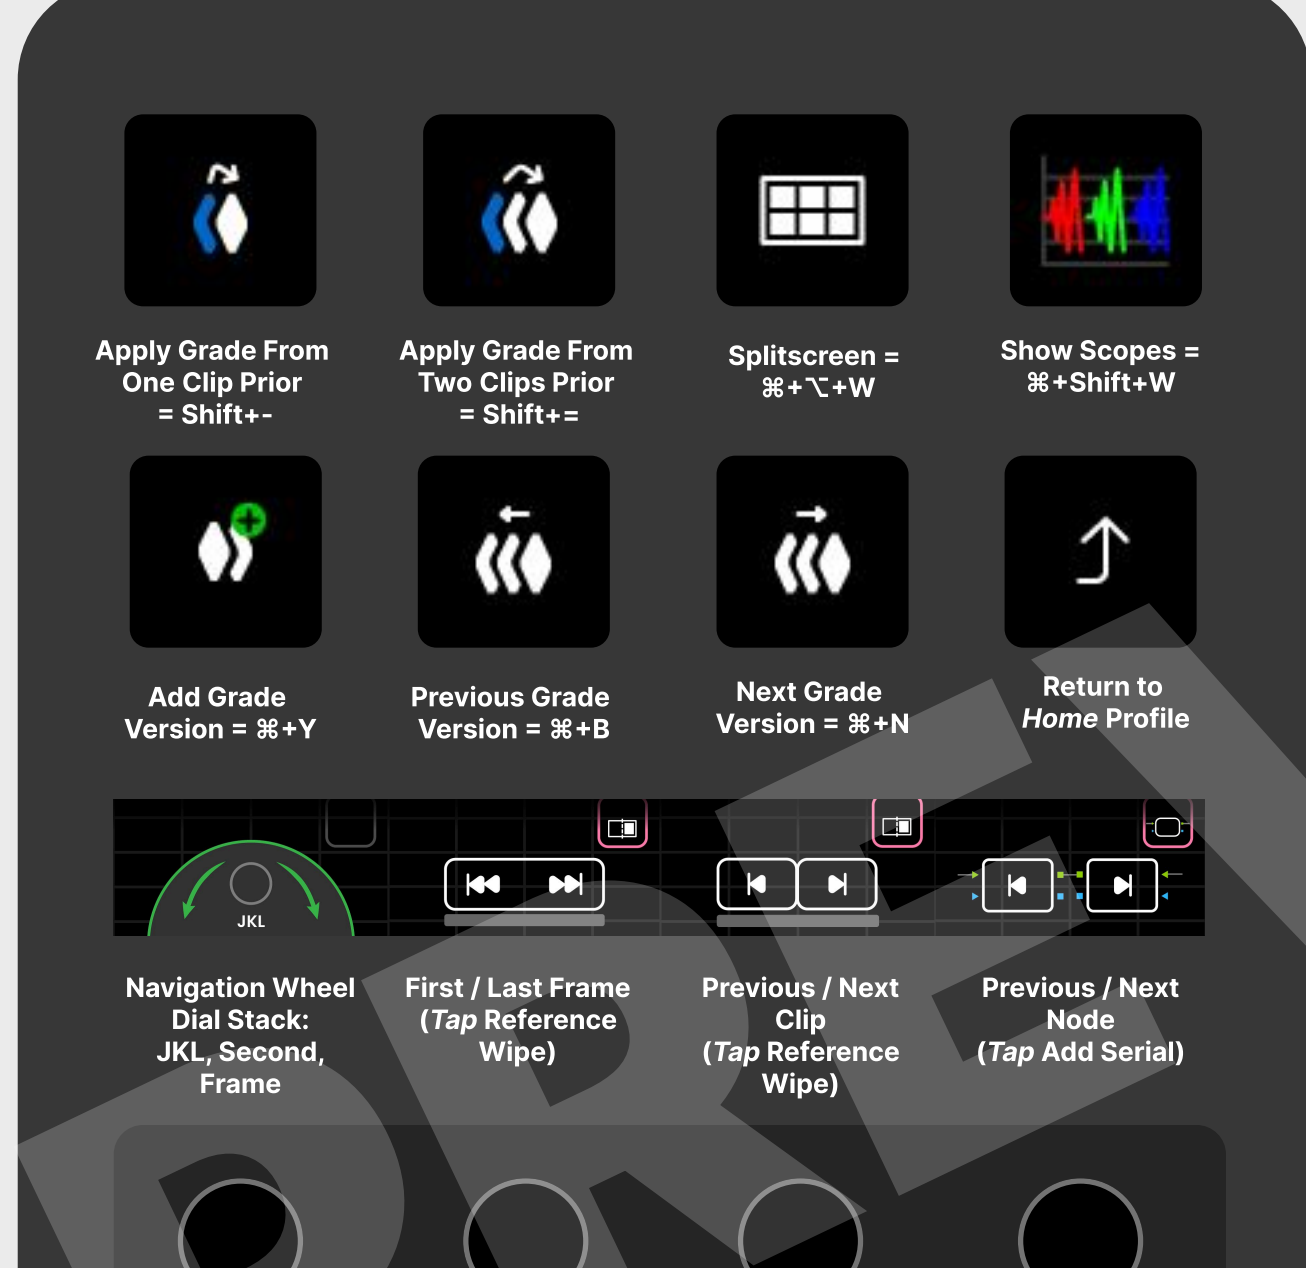 Apply Grade From
One Clip Prior
= Shift+-
Apply Grade From
Two Clips Prior
= Shift+=
Splitscreen =
⌘+⌥+W
Show Scopes =
⌘+Shift+W
Add Grade
Version = ⌘+Y
Previous Grade
Version = ⌘+B
Next Grade
Version = ⌘+N
Return to
Home Profile
JKL
Navigation Wheel
Dial Stack:
JKL, Second,
Frame
First / Last Frame
(Tap Reference
Wipe)
Previous / Next
Clip
(Tap Reference
Wipe)
Previous / Next
Node
(Tap Add Serial)